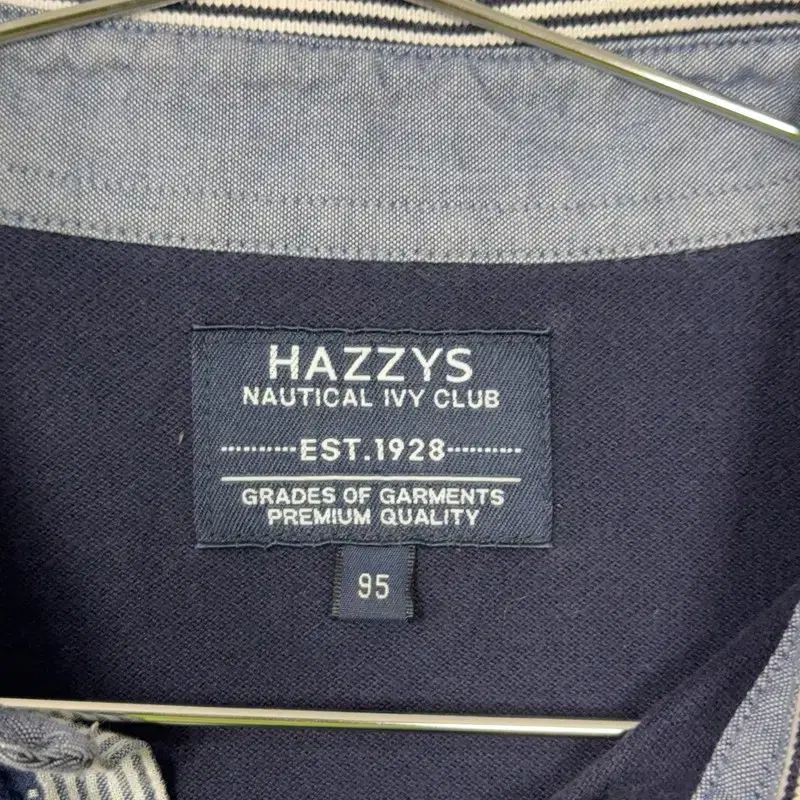 HAZZYS
NAUTICAL IVY CLUB
EST.1928
GRADES OF GARMENTS
PREMIUM QUALITY
95